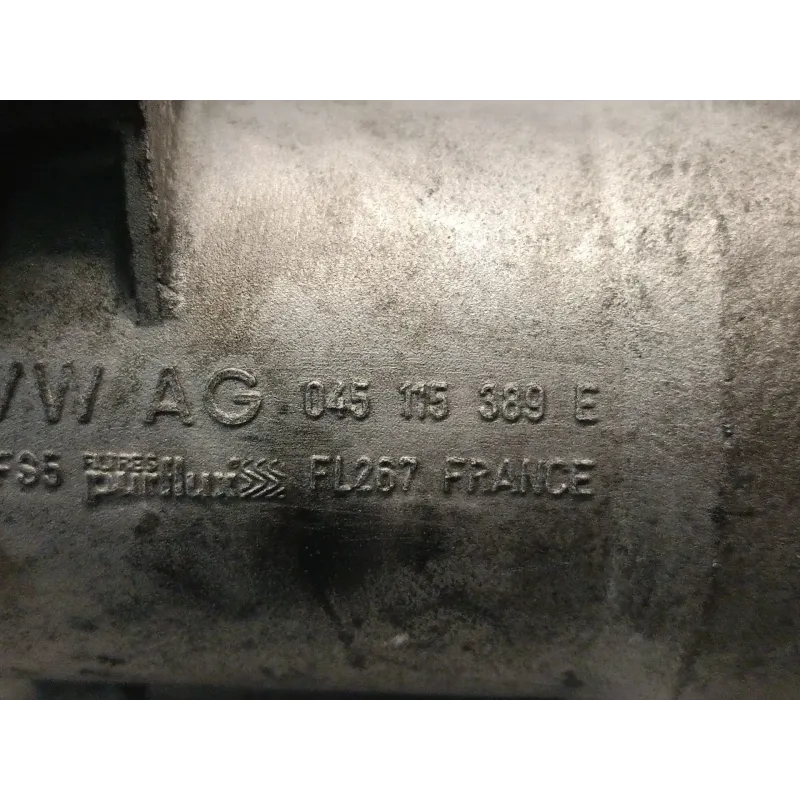 VW AG 045 115 389 E
FS5 purflux FL267 FRANCE